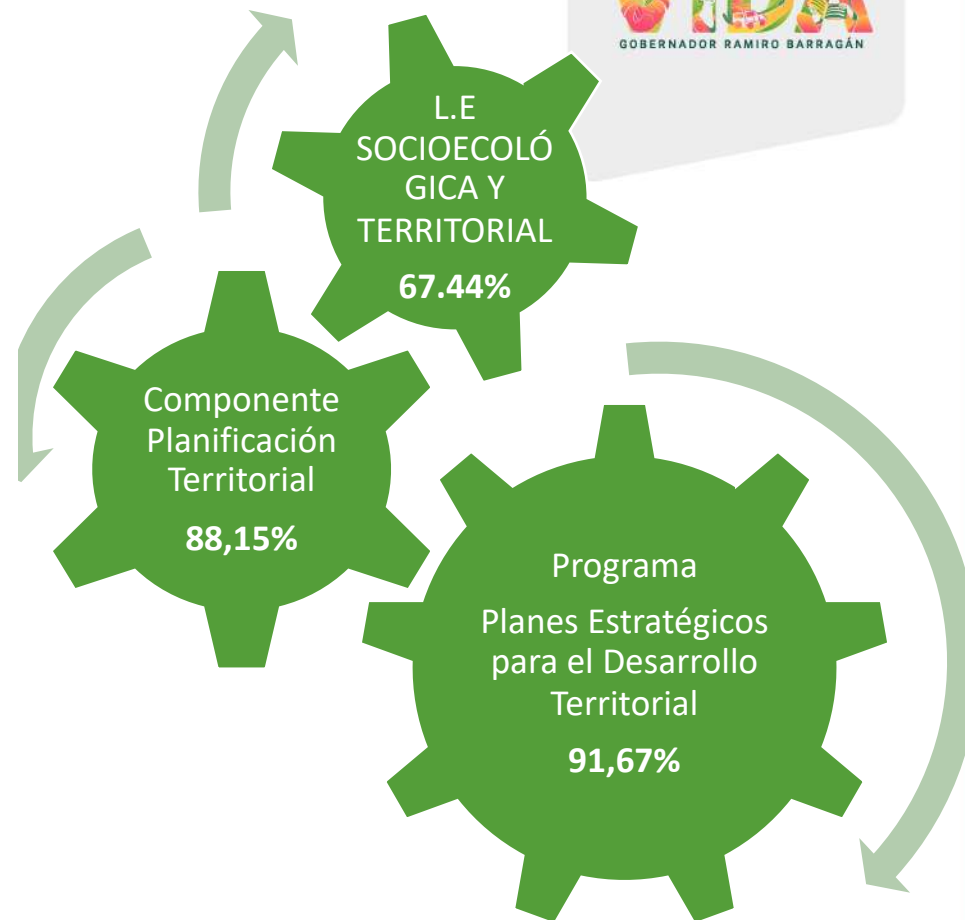 VIDA
GOBERNADOR RAMIRO BARRAGÁN
L.E
SOCIOECOLÓ
GICA Y
TERRITORIAL
67.44%
Componente
Planificación
Territorial
88,15%
Programa
Planes Estratégicos
para el Desarrollo
Territorial
91,67%